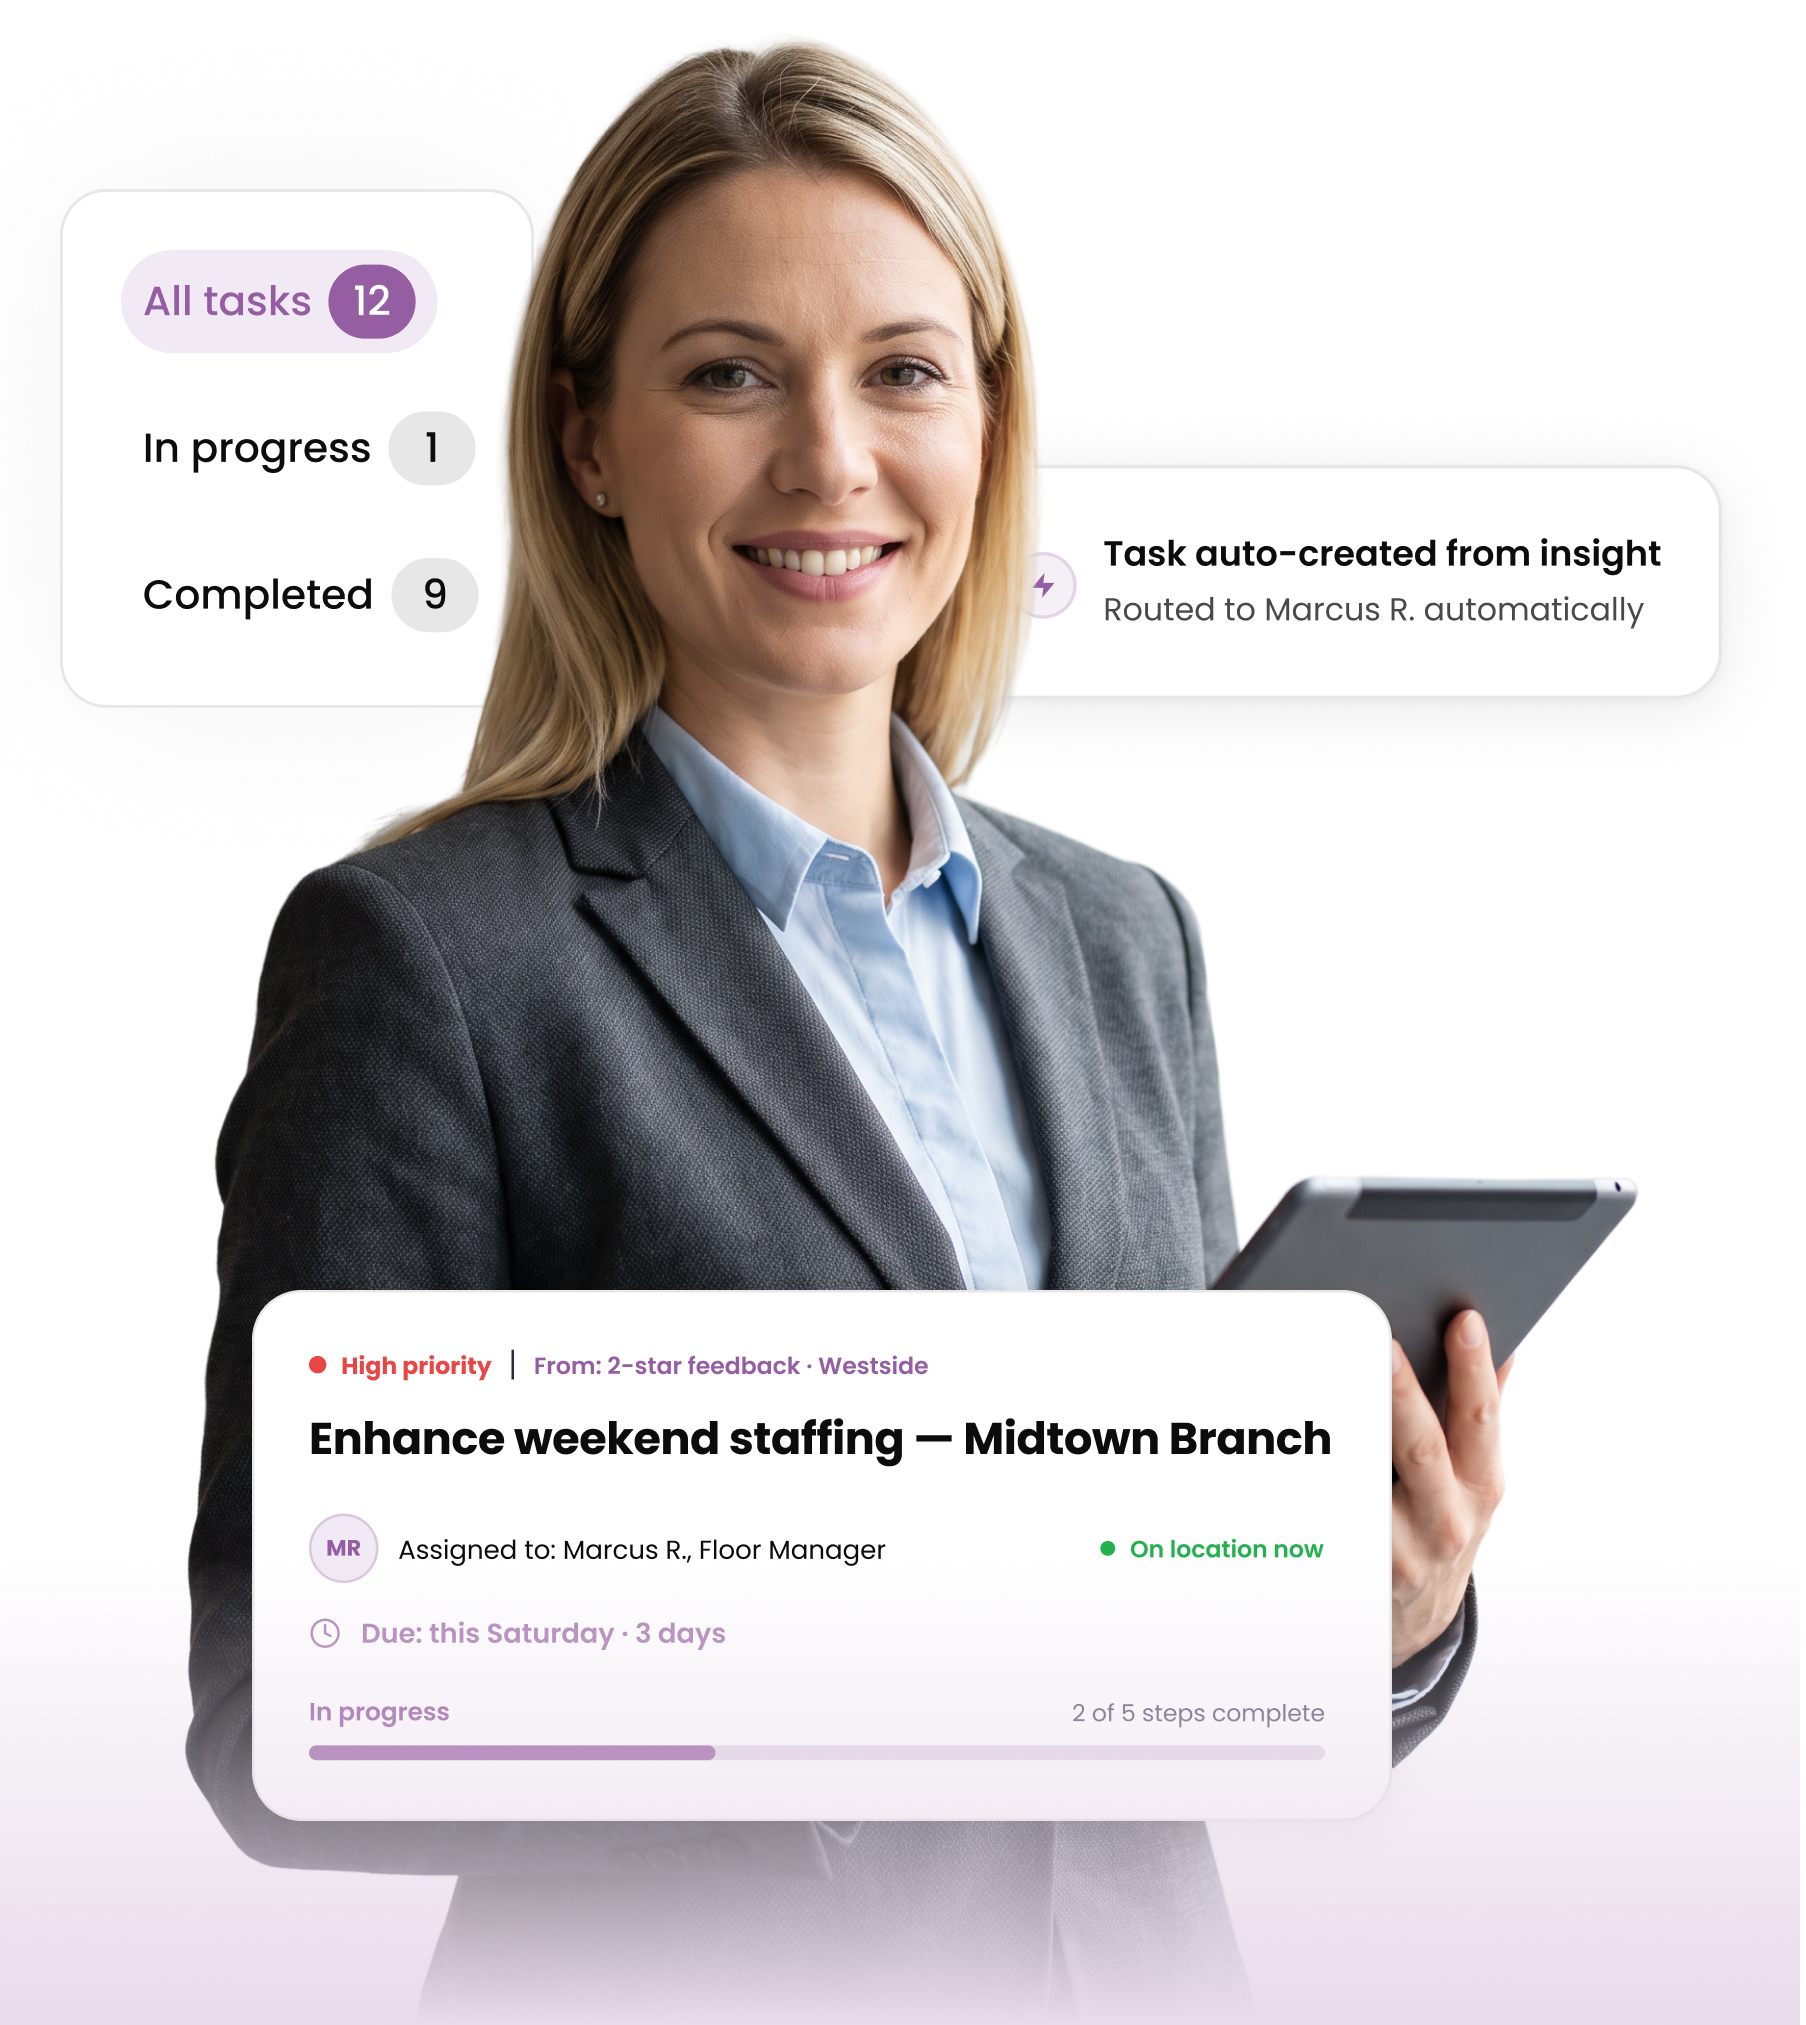 All tasks 12
In progress 1
Completed 9
Task auto-created from insight
Routed to Marcus R. automatically
High priority | From: 2-star feedback · Westside
Enhance weekend staffing — Midtown Branch
MR Assigned to: Marcus R., Floor Manager On location now
Due: this Saturday · 3 days
In progress 2 of 5 steps complete